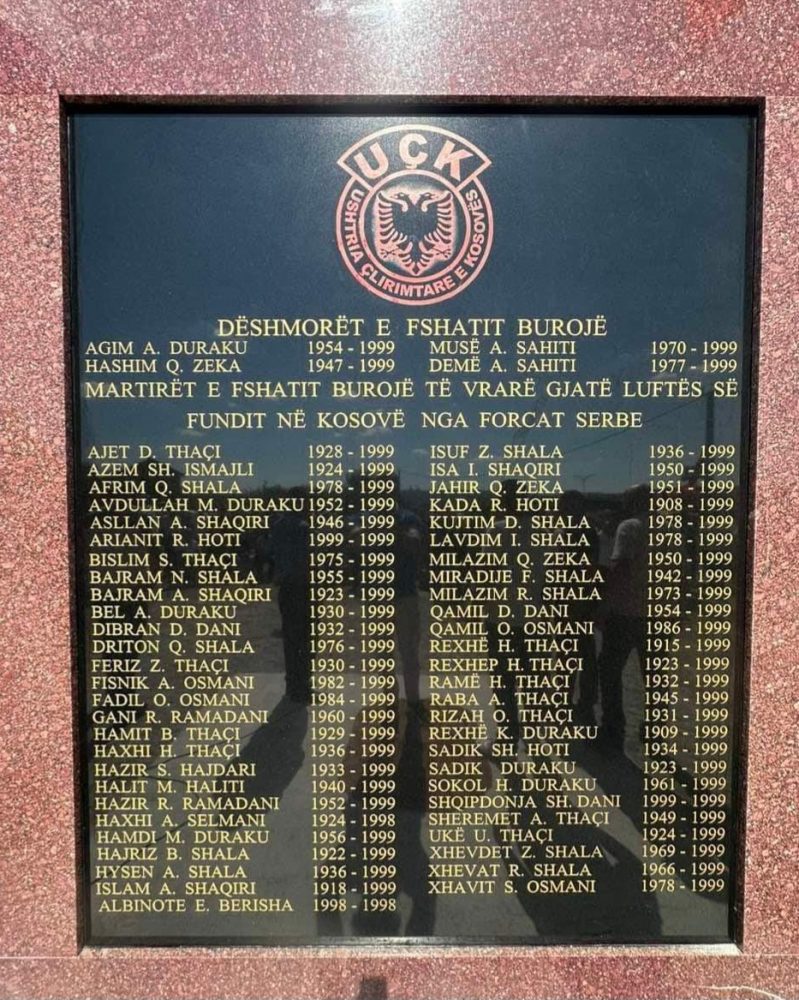 UÇK
USHTRIA ÇLIRIMTARE E KOSOVËS
DËSHMORËT E FSHATIT BUROJË
AGIM A. DURAKU 1954 - 1999 MUSË A. SAHITI 1970 - 1999
HASHIM Q. ZEKA 1947 - 1999 DEMË A. SAHITI 1977 - 1999
MARTIRËT E FSHATIT BUROJË TË VRARË GJATË LUFTËS SË
FUNDIT NË KOSOVË NGA FORCAT SERBE
AJET D. THAÇI 1928 - 1999 ISUF Z. SHALA 1936 - 1999
AZEM SH. ISMAJLI 1924 - 1999 ISA I. SHAQIRI 1950 - 1999
AFRIM Q. SHALA 1978 - 1999 JAHIR Q. ZEKA 1951 - 1999
AVDULLAH M. DURAKU 1952 - 1999 KADA R. HOTI 1908 - 1999
ASLLAN A. SHAQIRI 1946 - 1999 KUJTIM D. SHALA 1978 - 1999
ARIANIT R. HOTI 1999 - 1999 LAVDIM I. SHALA 1978 - 1999
BISLIM S. THAÇI 1975 - 1999 MILAZIM Q. ZEKA 1950 - 1999
BAJRAM N. SHALA 1955 - 1999 MIRADIJE F. SHALA 1942 - 1999
BAJRAM A. SHAQIRI 1923 - 1999 MILAZIM R. SHALA 1973 - 1999
BEL A. DURAKU 1930 - 1999 QAMIL D. DANI 1954 - 1999
DIBRAN D. DANI 1932 - 1999 QAMIL O. OSMANI 1986 - 1999
DRITON Q. SHALA 1976 - 1999 REXHË H. THAÇI 1915 - 1999
FERIZ Z. THAÇI 1930 - 1999 REXHEP H. THAÇI 1923 - 1999
FISNIK A. OSMANI 1982 - 1999 RAMË H. THAÇI 1932 - 1999
FADIL O. OSMANI 1984 - 1999 RABA A. THAÇI 1945 - 1999
GANI R. RAMADANI 1960 - 1999 RIZAH O. THAÇI 1931 - 1999
HAMIT B. THAÇI 1929 - 1999 REXHË K. DURAKU 1909 - 1999
HAXHI H. THAÇI 1936 - 1999 SADIK SH. HOTI 1934 - 1999
HAZIR S. HAJDARI 1933 - 1999 SADIK DURAKU 1923 - 1999
HALIT M. HALITI 1940 - 1999 SOKOL H. DURAKU 1961 - 1999
HAZIR R. RAMADANI 1952 - 1999 SHQIPDONJA SH. DANI 1999 - 1999
HAXHI A. SELMANI 1924 - 1998 SHEREMET A. THAÇI 1949 - 1999
HAMDI M. DURAKU 1956 - 1999 UKË U. THAÇI 1924 - 1999
HAJRIZ B. SHALA 1922 - 1999 XHEVDET Z. SHALA 1969 - 1999
HYSEN A. SHALA 1936 - 1999 XHEVAT R. SHALA 1966 - 1999
ISLAM A. SHAQIRI 1918 - 1999 XHAVIT S. OSMANI 1978 - 1999
ALBINOTE E. BERISHA 1998 - 1998